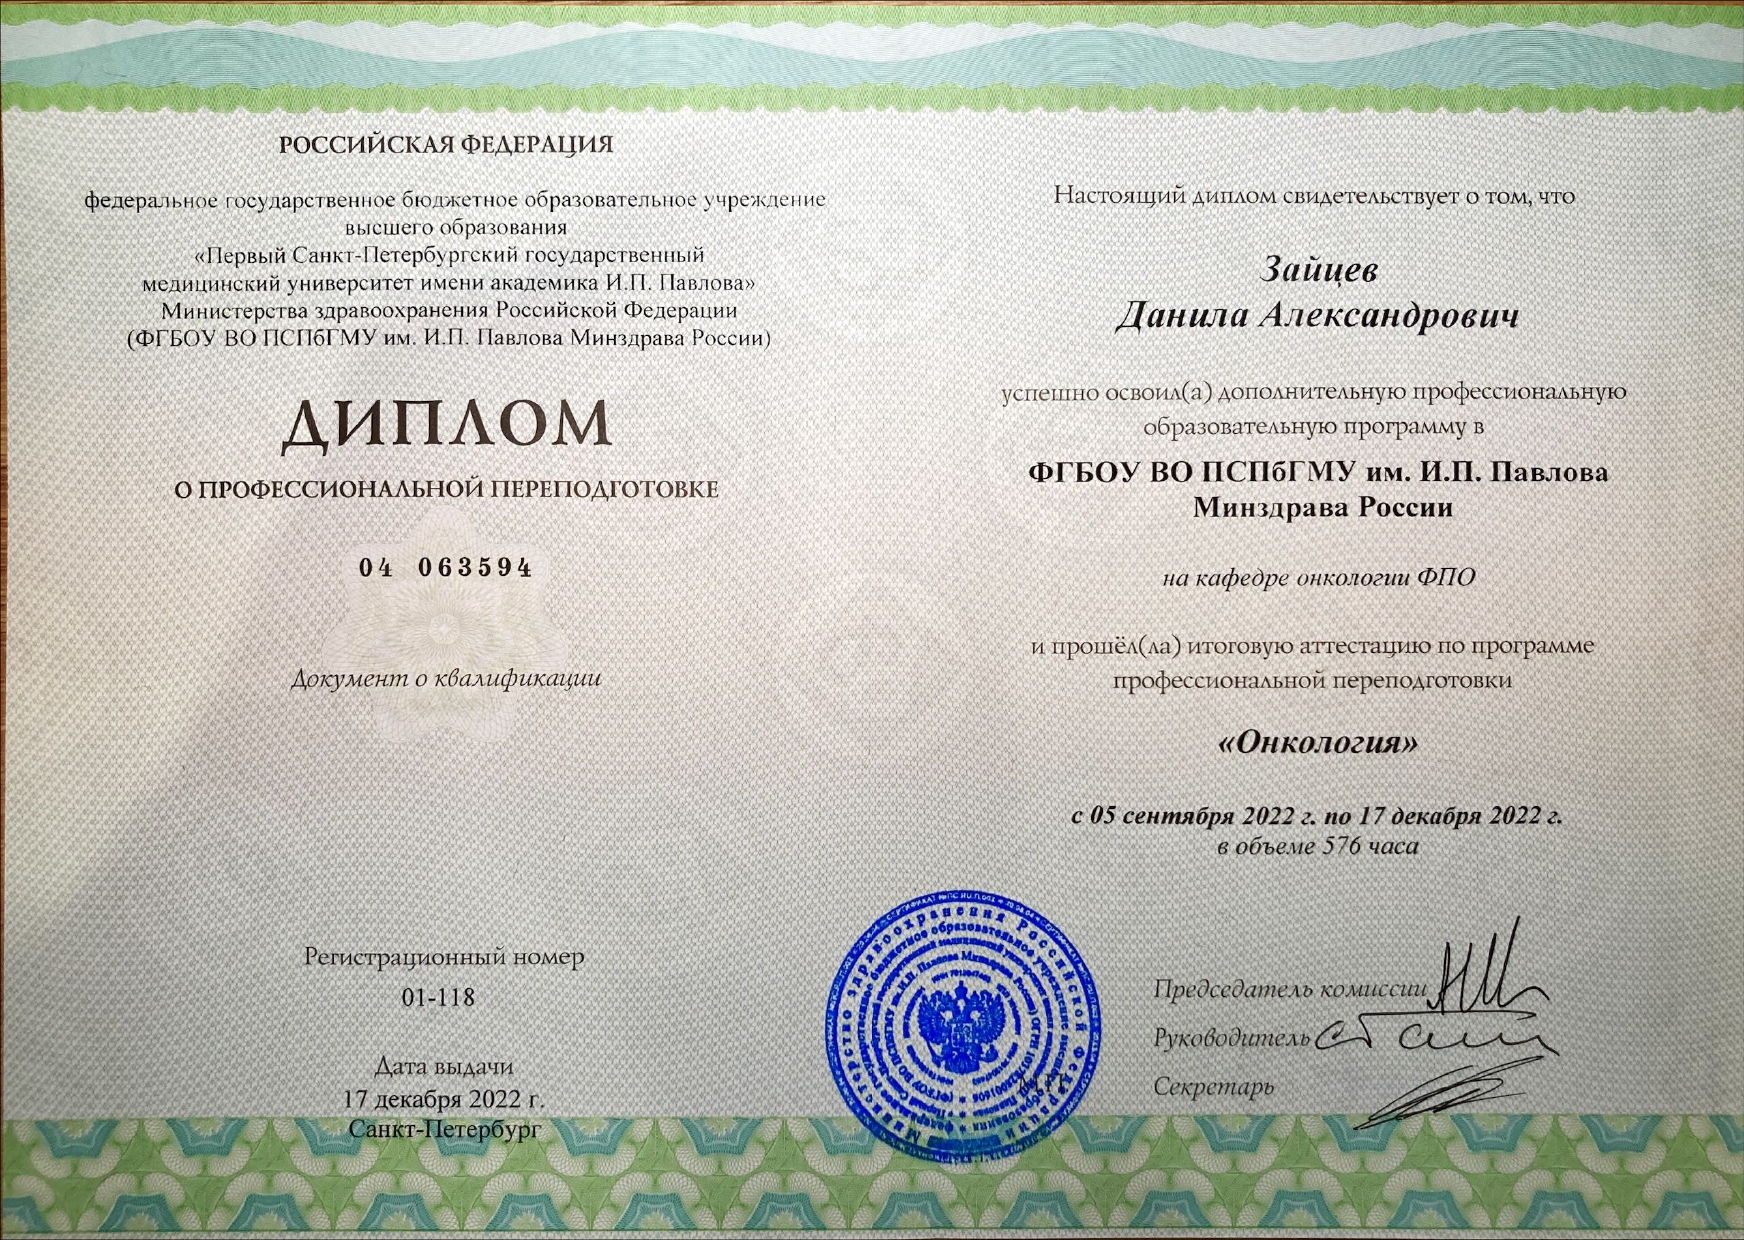 РОССИЙСКАЯ ФЕДЕРАЦИЯ
федеральное государственное бюджетное образовательное учреждение
высшего образования
«Первый Санкт-Петербургский государственный
медицинский университет имени академика И.П. Павлова»
Министерства здравоохранения Российской Федерации
(ФГБОУ ВО ПСПбГМУ им. И.П. Павлова Минздрава России)
ДИПЛОМ
О ПРОФЕССИОНАЛЬНОЙ ПЕРЕПОДГОТОВКЕ
04 063594
Документ о квалификации
Регистрационный номер
01-118
Дата выдачи
17 декабря 2022 г.
Санкт-Петербург
Настоящий диплом свидетельствует о том, что
Зайцев
Данила Александрович
успешно освоил(а) дополнительную профессиональную
образовательную программу в
ФГБОУ ВО ПСПбГМУ им. И.П. Павлова
Минздрава России
на кафедре онкологии ФПО
и прошёл(ла) итоговую аттестацию по программе
профессиональной переподготовки
«Онкология»
с 05 сентября 2022 г. по 17 декабря 2022 г.
в объеме 576 часа
Председатель комиссии
Руководитель
Секретарь
М.П.
Министерство здравоохранения Российской Федерации